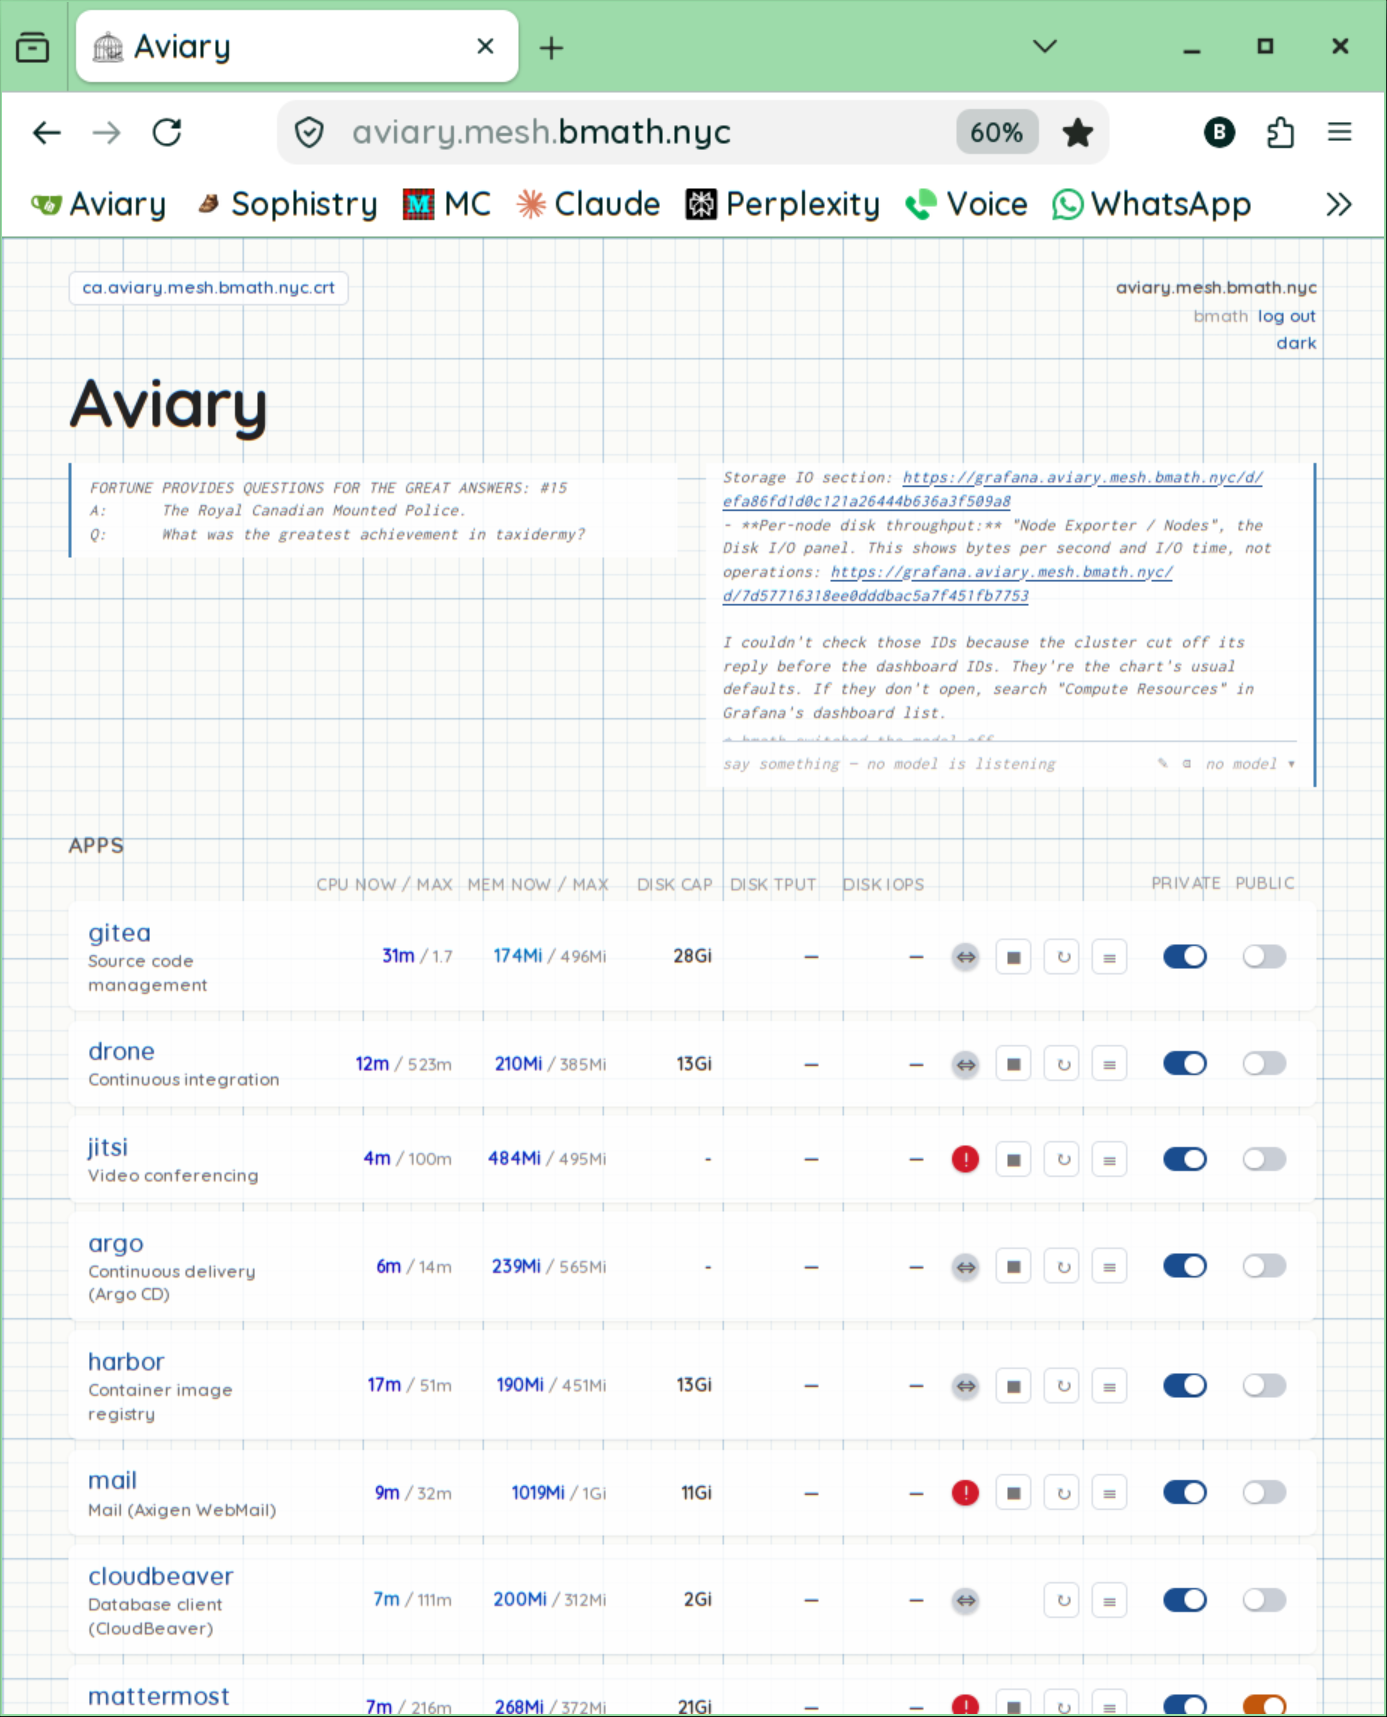 Aviary
aviary.mesh.bmath.nyc
60%
B
Aviary
Sophistry
M
MC
Claude
Perplexity
Voice
WhatsApp
ca.aviary.mesh.bmath.nyc.crt
aviary.mesh.bmath.nyc
bmath log out
dark
Aviary
FORTUNE PROVIDES QUESTIONS FOR THE GREAT ANSWERS: #15
A: The Royal Canadian Mounted Police.
Q: What was the greatest achievement in taxidermy?
Storage IO section: https://grafana.aviary.mesh.bmath.nyc/d/
efa86fd1d0c121a26444b636a3f509a8
- **Per-node disk throughput:** "Node Exporter / Nodes", the
Disk I/O panel. This shows bytes per second and I/O time, not
operations: https://grafana.aviary.mesh.bmath.nyc/
d/7d57716318ee0dddbac5a7f451fb7753
I couldn't check those IDs because the cluster cut off its
reply before the dashboard IDs. They're the chart's usual
defaults. If they don't open, search "Compute Resources" in
Grafana's dashboard list.
bmath switched the model off
say something — no model is listening
no model ▾
APPS
CPU NOW / MAX MEM NOW / MAX DISK CAP DISK TPUT DISK IOPS PRIVATE PUBLIC
gitea
Source code
management
31m / 1.7 174Mi / 496Mi 28Gi — —
drone
Continuous integration
12m / 523m 210Mi / 385Mi 13Gi — —
jitsi
Video conferencing
4m / 100m 484Mi / 495Mi - — — !
argo
Continuous delivery
(Argo CD)
6m / 14m 239Mi / 565Mi - — —
harbor
Container image
registry
17m / 51m 190Mi / 451Mi 13Gi — —
mail
Mail (Axigen WebMail)
9m / 32m 1019Mi / 1Gi 11Gi — — !
cloudbeaver
Database client
(CloudBeaver)
7m / 111m 200Mi / 312Mi 2Gi — —
mattermost
7m / 216m 268Mi / 372Mi 21Gi — — !